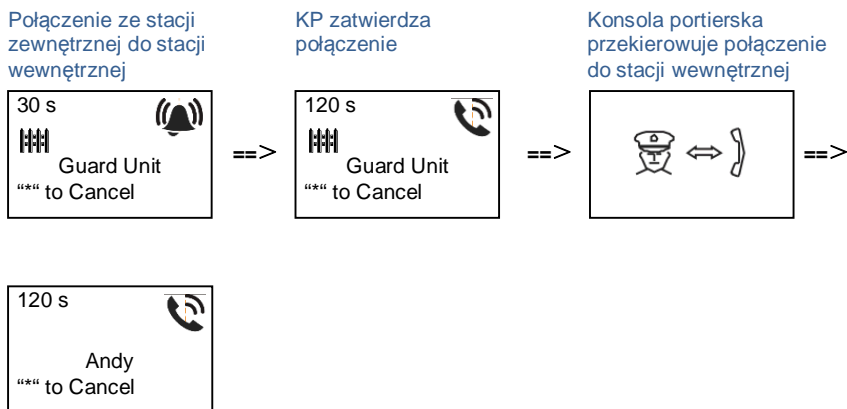 Połączenie ze stacji
zewnętrznej do stacji
wewnętrznej
KP zatwierdza
połączenie
Konsola portierska
przekierowuje połączenie
do stacji wewnętrznej
30 s
Guard Unit
“*“ to Cancel
==>
120 s
Guard Unit
“*“ to Cancel
==>
==>
120 s
Andy
“*“ to Cancel